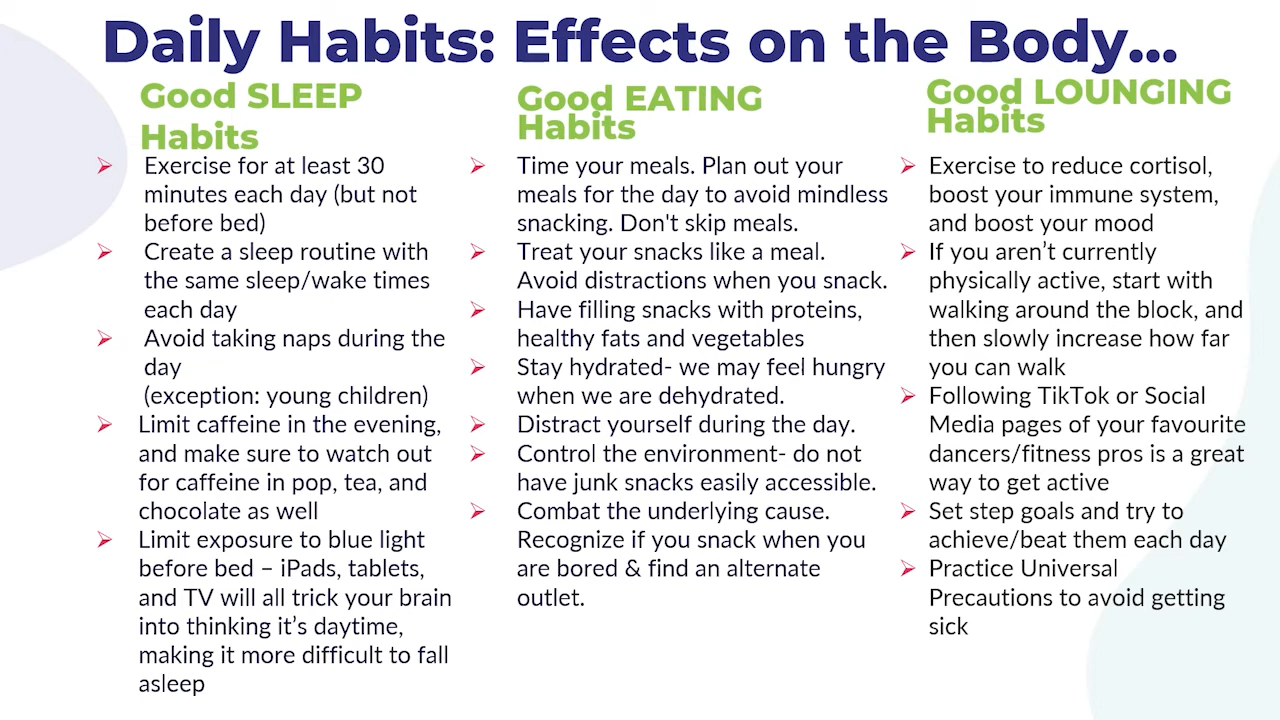 Daily Habits: Effects on the Body...
Good SLEEP
Habits
➢ Exercise for at least 30
minutes each day (but not
before bed)
➢ Create a sleep routine with
the same sleep/wake times
each day
➢ Avoid taking naps during the
day
(exception: young children)
➢ Limit caffeine in the evening,
and make sure to watch out
for caffeine in pop, tea, and
chocolate as well
➢ Limit exposure to blue light
before bed – iPads, tablets,
and TV will all trick your brain
into thinking it’s daytime,
making it more difficult to fall
asleep
Good EATING
Habits
➢ Time your meals. Plan out your
meals for the day to avoid mindless
snacking. Don't skip meals.
➢ Treat your snacks like a meal.
Avoid distractions when you snack.
➢ Have filling snacks with proteins,
healthy fats and vegetables
➢ Stay hydrated- we may feel hungry
when we are dehydrated.
➢ Distract yourself during the day.
➢ Control the environment- do not
have junk snacks easily accessible.
➢ Combat the underlying cause.
Recognize if you snack when you
are bored & find an alternate
outlet.
Good LOUNGING
Habits
➢ Exercise to reduce cortisol,
boost your immune system,
and boost your mood
➢ If you aren’t currently
physically active, start with
walking around the block, and
then slowly increase how far
you can walk
➢ Following TikTok or Social
Media pages of your favourite
dancers/fitness pros is a great
way to get active
➢ Set step goals and try to
achieve/beat them each day
➢ Practice Universal
Precautions to avoid getting
sick